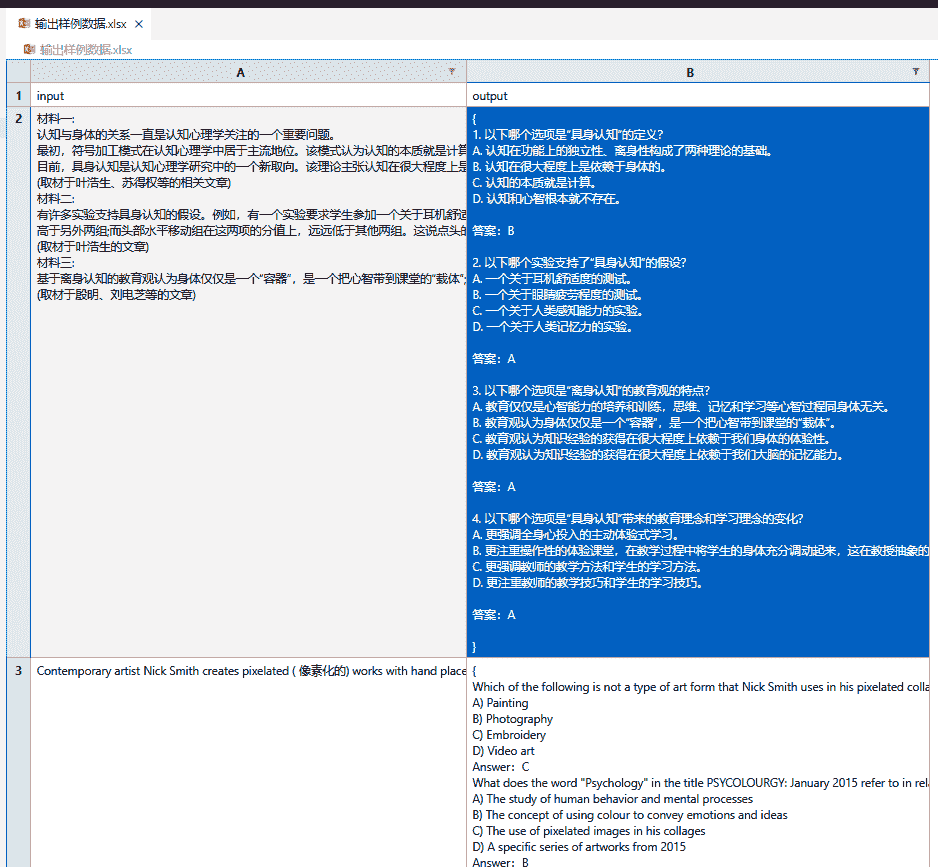 输出样例数据.xlsx ×
输出样例数据.xlsx
A B
1 input output
2 材料一:
认知与身体的关系一直是认知心理学关注的一个重要问题。
最初，符号加工模式在认知心理学中居于主流地位。该模式认为认知的本质就是计算
目前，具身认知是认知心理学研究中的一个新取向。该理论主张认知在很大程度上是
(取材于叶浩生、苏得权等的相关文章)
材料二:
有许多实验支持具身认知的假设。例如，有一个实验要求学生参加一个关于耳机舒适
高于另外两组;而头部水平移动组在这两项的分值上，远远低于其他两组。这说点头的
(取材于叶浩生的文章)
材料三:
基于离身认知的教育观认为身体仅仅是一个“容器”，是一个把心智带到课堂的“载体”;
(取材于殷明、刘电芝等的文章)
{
1. 以下哪个选项是“具身认知”的定义?
A. 认知在功能上的独立性、离身性构成了两种理论的基础。
B. 认知在很大程度上是依赖于身体的。
C. 认知的本质就是计算。
D. 认知和心智根本就不存在。
答案：B
2. 以下哪个实验支持了“具身认知”的假设?
A. 一个关于耳机舒适度的测试。
B. 一个关于眼睛疲劳程度的测试。
C. 一个关于人类感知能力的实验。
D. 一个关于人类记忆力的实验。
答案：A
3. 以下哪个选项是“离身认知”的教育观的特点?
A. 教育仅仅是心智能力的培养和训练，思维、记忆和学习等心智过程同身体无关。
B. 教育观认为身体仅仅是一个“容器”，是一个把心智带到课堂的“载体”。
C. 教育观认为知识经验的获得在很大程度上依赖于我们身体的体验性。
D. 教育观认为知识经验的获得在很大程度上依赖于我们大脑的记忆能力。
答案：A
4. 以下哪个选项是“具身认知”带来的教育理念和学习理念的变化?
A. 更强调全身心投入的主动体验式学习。
B. 更注重操作性的体验课堂，在教学过程中将学生的身体充分调动起来，这在教授抽象的
C. 更强调教师的教学方法和学生的学习方法。
D. 更注重教师的教学技巧和学生的学习技巧。
答案：A
}
3 Contemporary artist Nick Smith creates pixelated ( 像素化的) works with hand place
{
Which of the following is not a type of art form that Nick Smith uses in his pixelated colla
A) Painting
B) Photography
C) Embroidery
D) Video art
Answer：C
What does the word "Psychology" in the title PSYCOLOURGY: January 2015 refer to in rel
A) The study of human behavior and mental processes
B) The concept of using colour to convey emotions and ideas
C) The use of pixelated images in his collages
D) A specific series of artworks from 2015
Answer：B